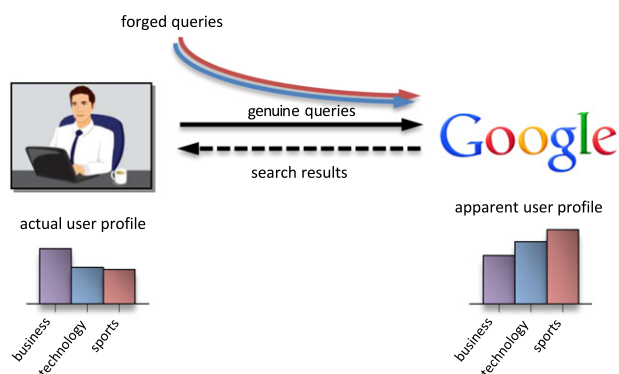 forged queries
genuine queries
Google
search results
actual user profile
apparent user profile
business
technology
sports
business
technology
sports